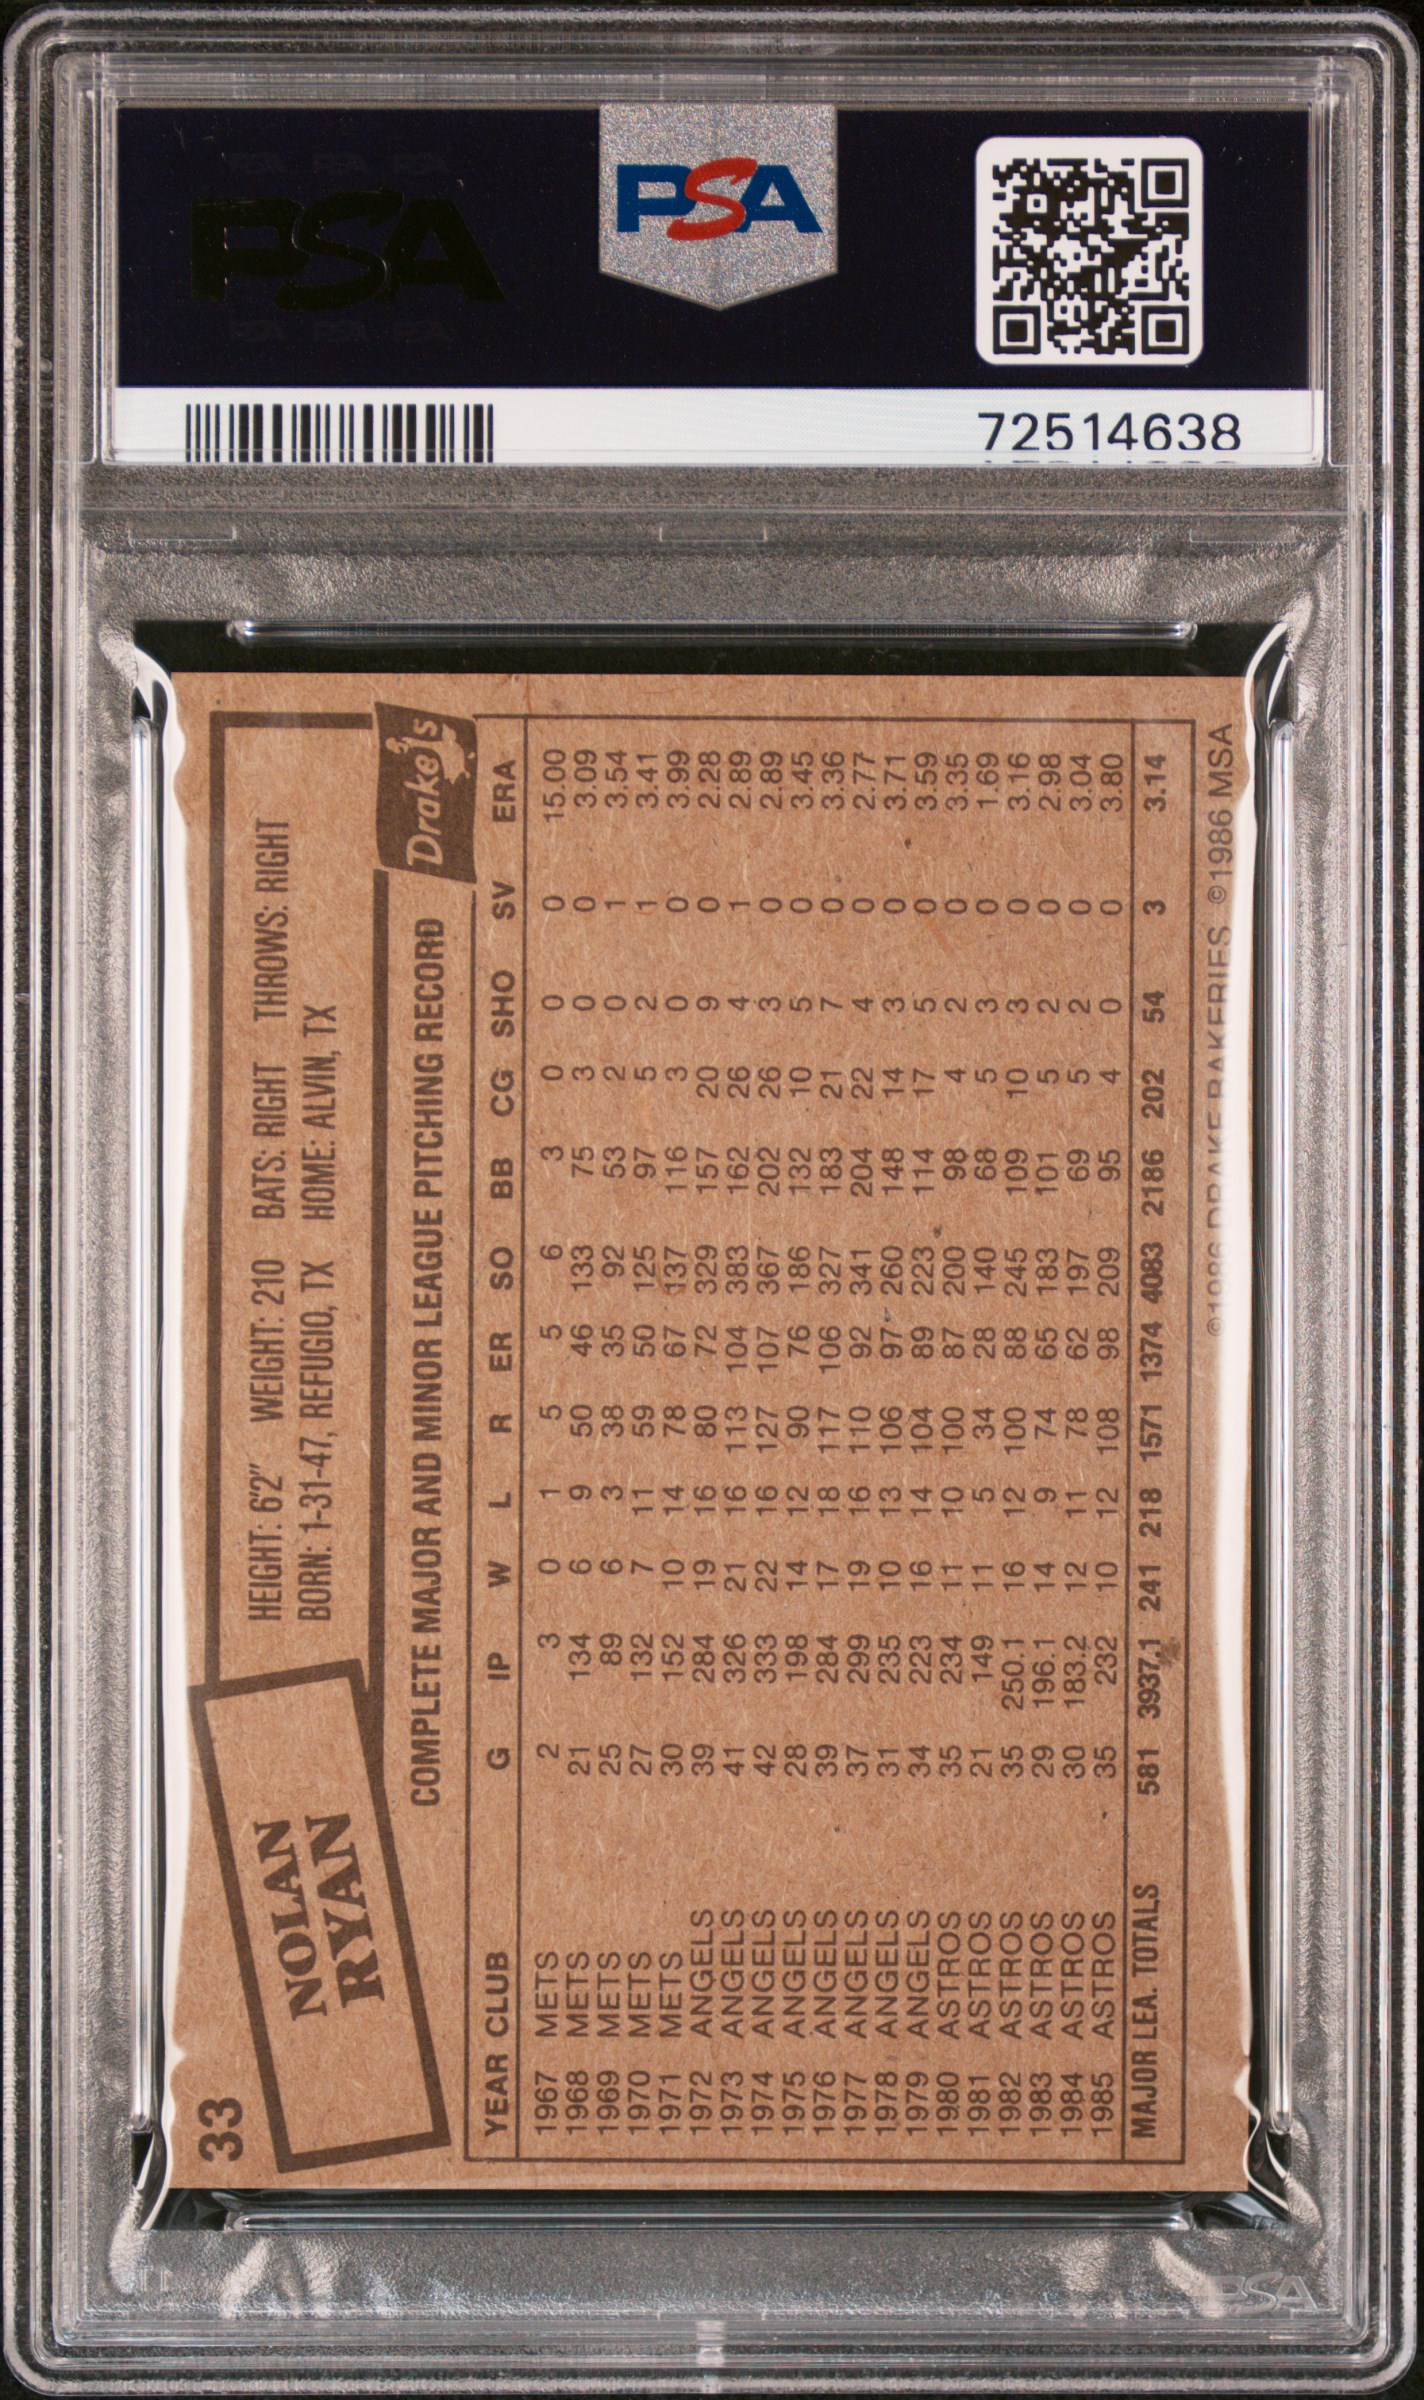 PSA
PSA
72514638
33
NOLAN
RYAN
HEIGHT: 6'2" WEIGHT: 210 BATS: RIGHT THROWS: RIGHT
BORN: 1-31-47, REFUGIO, TX HOME: ALVIN, TX
Drake's
COMPLETE MAJOR AND MINOR LEAGUE PITCHING RECORD
YEAR CLUB G IP W L R ER SO BB CG SHO SV ERA
1967 METS 2 3 0 1 5 5 6 3 0 0 0 15.00
1968 METS 21 134 6 9 50 46 133 75 3 0 0 3.09
1969 METS 25 89 6 3 38 35 92 53 2 0 1 3.54
1970 METS 27 132 7 11 59 50 125 97 5 2 1 3.41
1971 METS 30 152 10 14 78 67 137 116 3 0 0 3.99
1972 ANGELS 39 284 19 16 80 72 329 157 20 9 0 2.28
1973 ANGELS 41 326 21 16 113 104 383 162 26 4 1 2.89
1974 ANGELS 42 333 22 16 127 107 367 202 26 3 0 2.89
1975 ANGELS 28 198 14 12 90 76 186 132 10 5 0 3.45
1976 ANGELS 39 284 17 18 117 106 327 183 21 7 0 3.36
1977 ANGELS 37 299 19 16 110 92 341 204 22 4 0 2.77
1978 ANGELS 31 235 10 13 106 97 260 148 14 3 0 3.71
1979 ANGELS 34 223 16 14 104 89 223 114 17 5 0 3.59
1980 ASTROS 35 234 11 10 100 87 200 98 4 2 0 3.35
1981 ASTROS 21 149 11 5 34 28 140 68 5 3 0 1.69
1982 ASTROS 35 250.1 16 12 100 88 245 109 10 3 0 3.16
1983 ASTROS 29 196.1 14 9 74 65 183 101 5 2 0 2.98
1984 ASTROS 30 183.2 12 11 78 62 197 69 5 2 0 3.04
1985 ASTROS 35 232 10 12 108 98 209 95 4 0 0 3.80
MAJOR LEA. TOTALS 581 3937.1 241 218 1571 1374 4083 2186 202 54 3 3.14
©1986 DRAKE BAKERIES ©1986 MSA
PSA